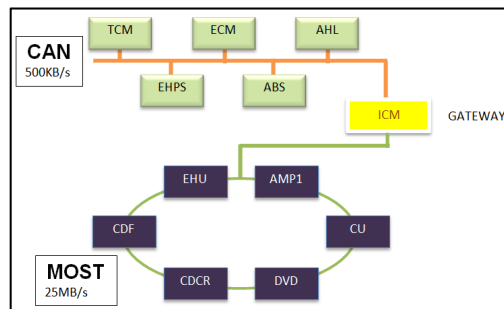 TCM
ECM
AHL
CAN
500KB/s
EHPS
ABS
ICM
GATEWAY
EHU
AMP1
CDF
CU
MOST
25MB/s
CDCR
DVD